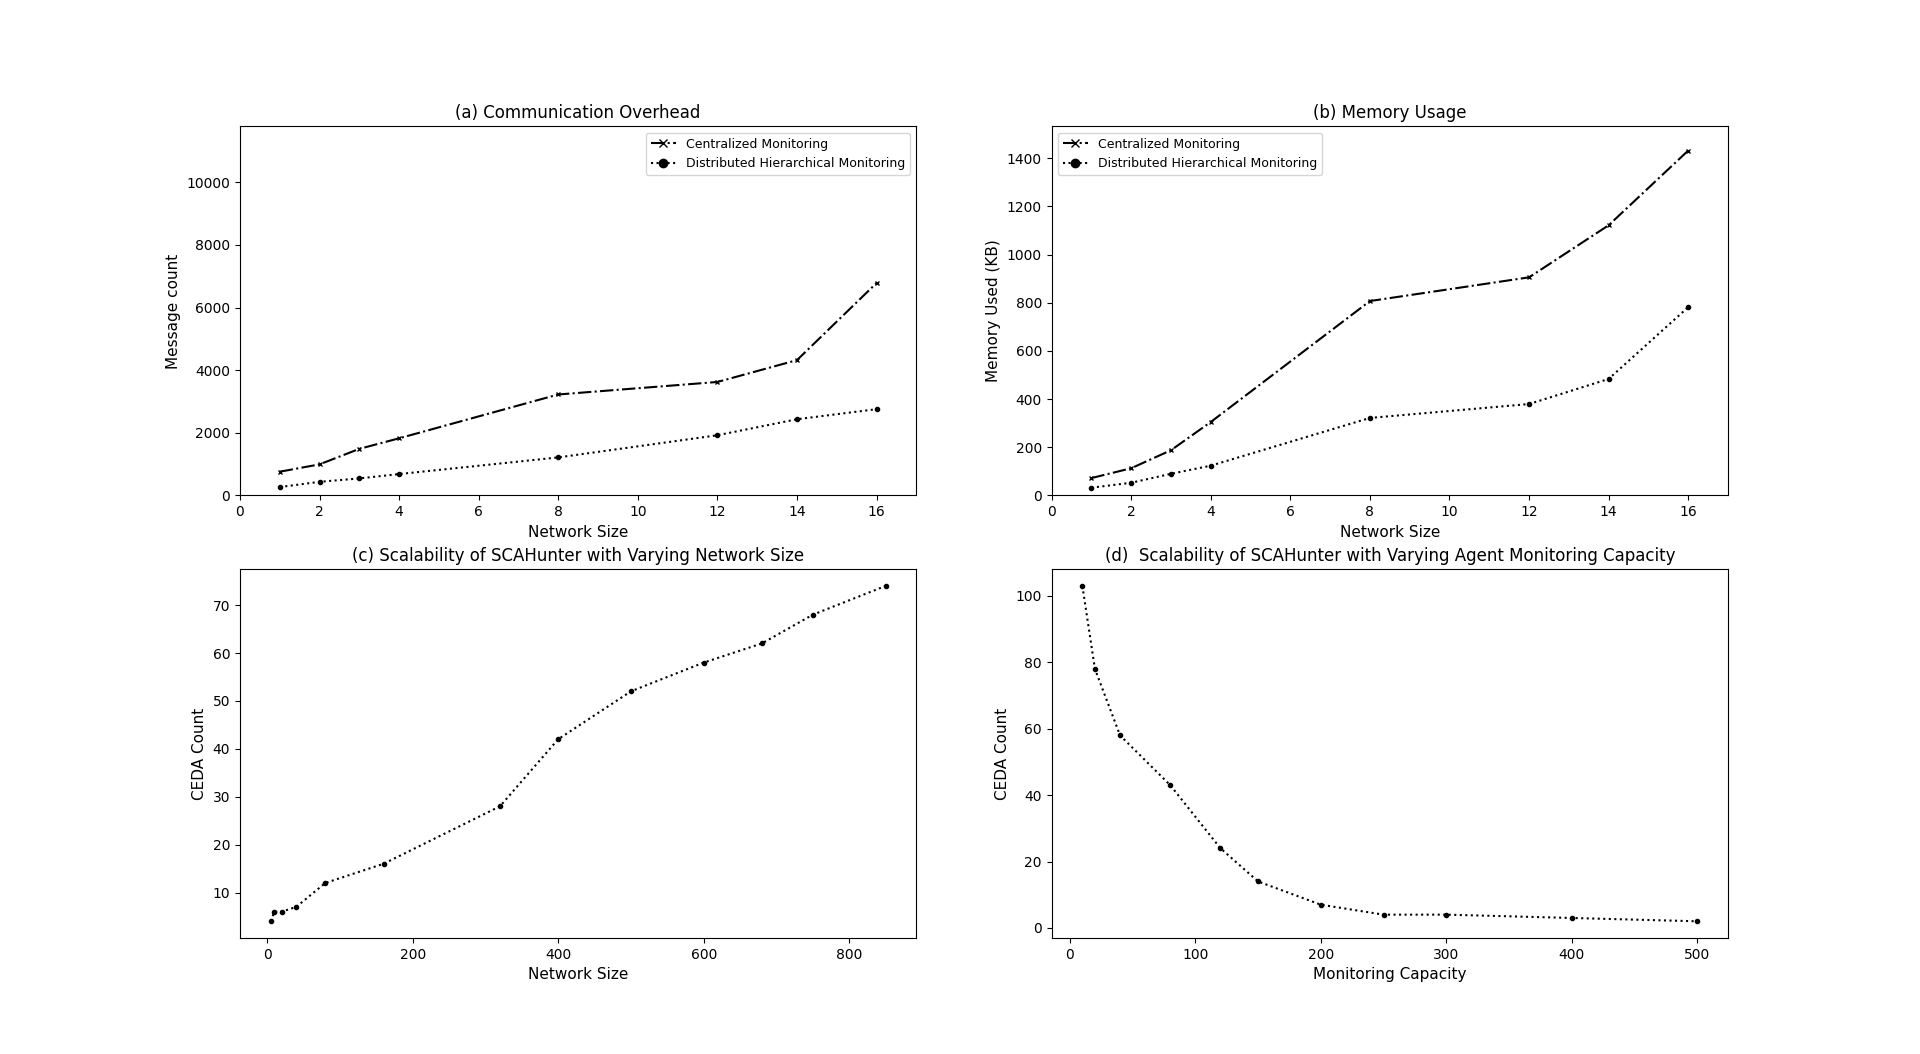 (a) Communication Overhead
Centralized Monitoring
Distributed Hierarchical Monitoring
10000
8000
6000
4000
2000
0
Message count
0 2 4 6 8 10 12 14 16
Network Size
(b) Memory Usage
Centralized Monitoring
Distributed Hierarchical Monitoring
1400
1200
1000
800
600
400
200
0
Memory Used (KB)
0 2 4 6 8 10 12 14 16
Network Size
(c) Scalability of SCAHunter with Varying Network Size
70
60
50
40
30
20
10
CEDA Count
0 200 400 600 800
Network Size
(d) Scalability of SCAHunter with Varying Agent Monitoring Capacity
100
80
60
40
20
0
CEDA Count
0 100 200 300 400 500
Monitoring Capacity